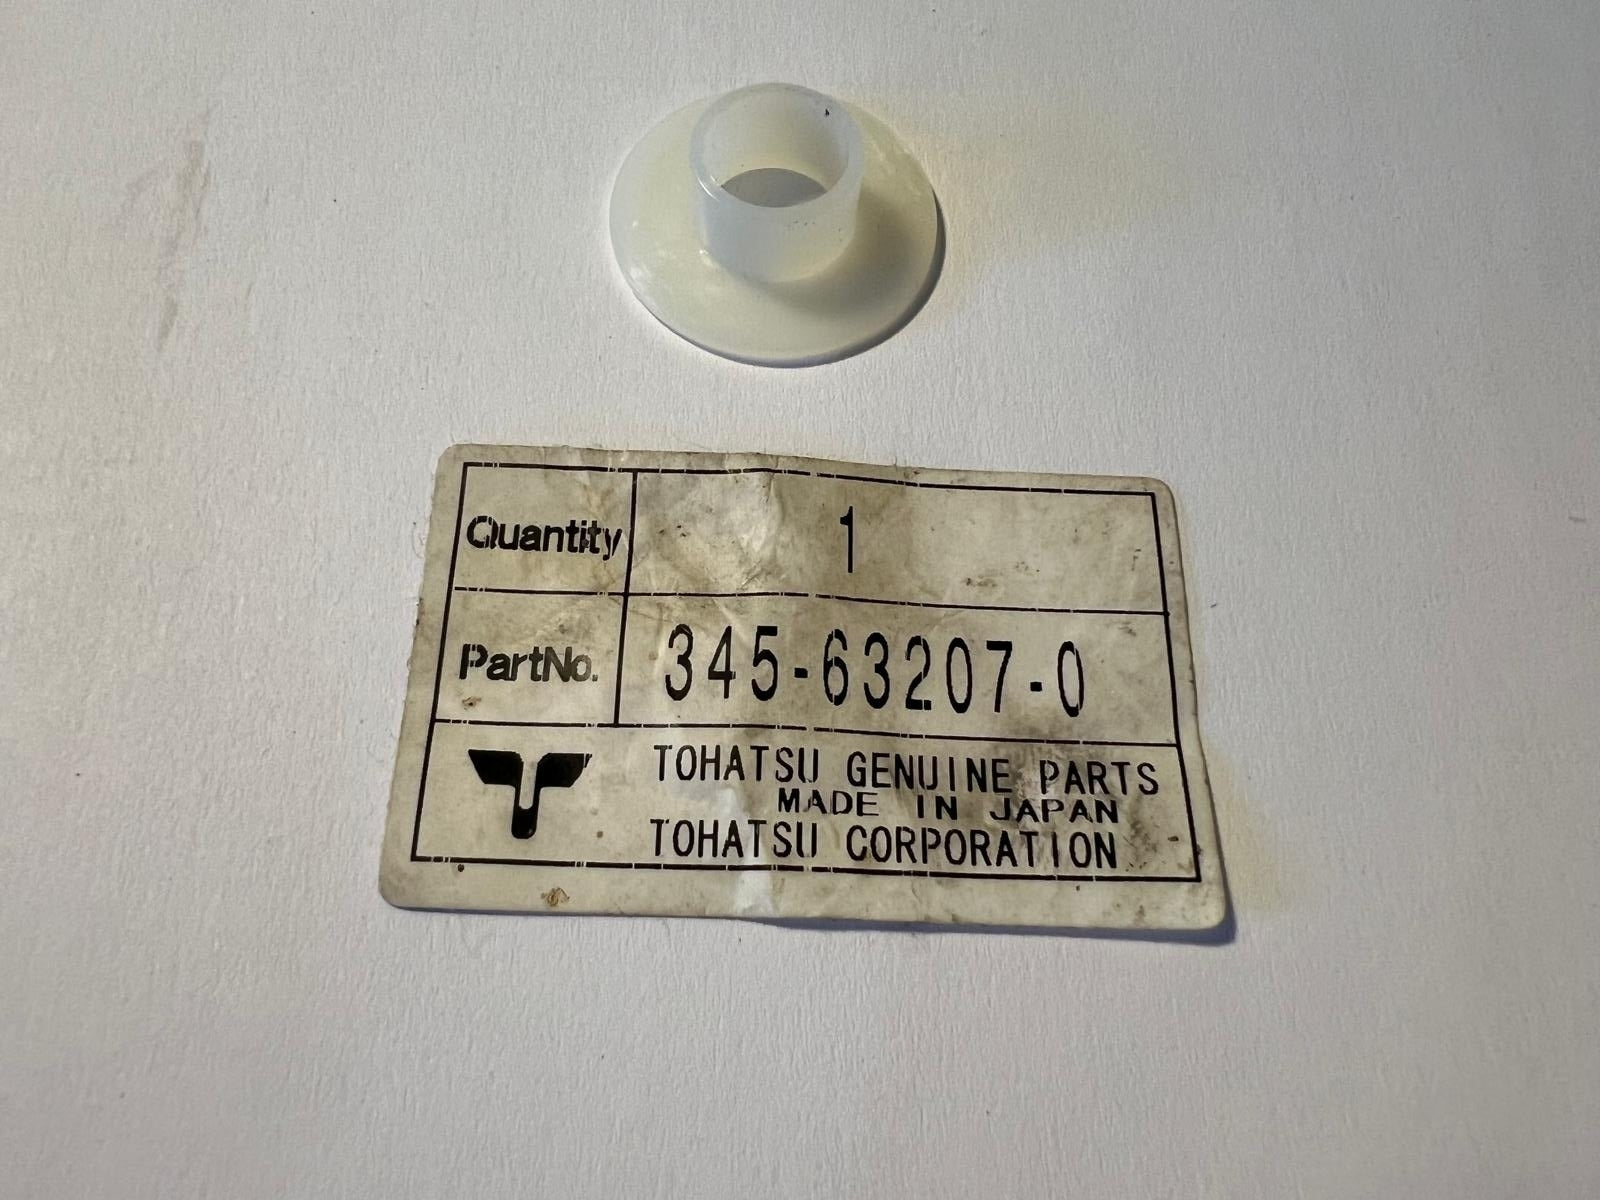 Quantity 1
PartNo. 345-63207-0
TOHATSU GENUINE PARTS
MADE IN JAPAN
TOHATSU CORPORATION